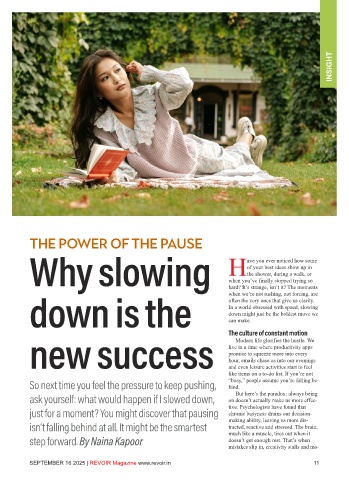 INSIGHT
THE POWER OF THE PAUSE
Why slowing
down is the
new success
So next time you feel the pressure to keep pushing,
ask yourself: what would happen if I slowed down,
just for a moment? You might discover that pausing
isn't falling behind at all. It might be the smartest
step forward. By Naina Kapoor
Have you ever noticed how some
of your best ideas show up in
the shower, during a walk, or
when you've finally stopped trying so
hard? It's strange, isn't it? The moments
when we're not rushing, not forcing, are
often the very ones that give us clarity.
In a world obsessed with speed, slowing
down might just be the boldest move we
can make.
The culture of constant motion
Modern life glorifies the hustle. We
live in a time where productivity apps
promise to squeeze more into every
hour, emails chase us into our evenings
and even leisure activities start to feel
like items on a to-do list. If you're not
"busy," people assume you're falling be-
hind.
But here's the paradox: always being
on doesn't actually make us more effec-
tive. Psychologists have found that
chronic busyness drains our decision-
making ability, leaving us more dis-
tracted, reactive and stressed. The brain,
much like a muscle, tires out when it
doesn't get enough rest. That's when
mistakes slip in, creativity stalls and mo-
SEPTEMBER 16 2025 | REVOIR Magazine www.revoir.in
11